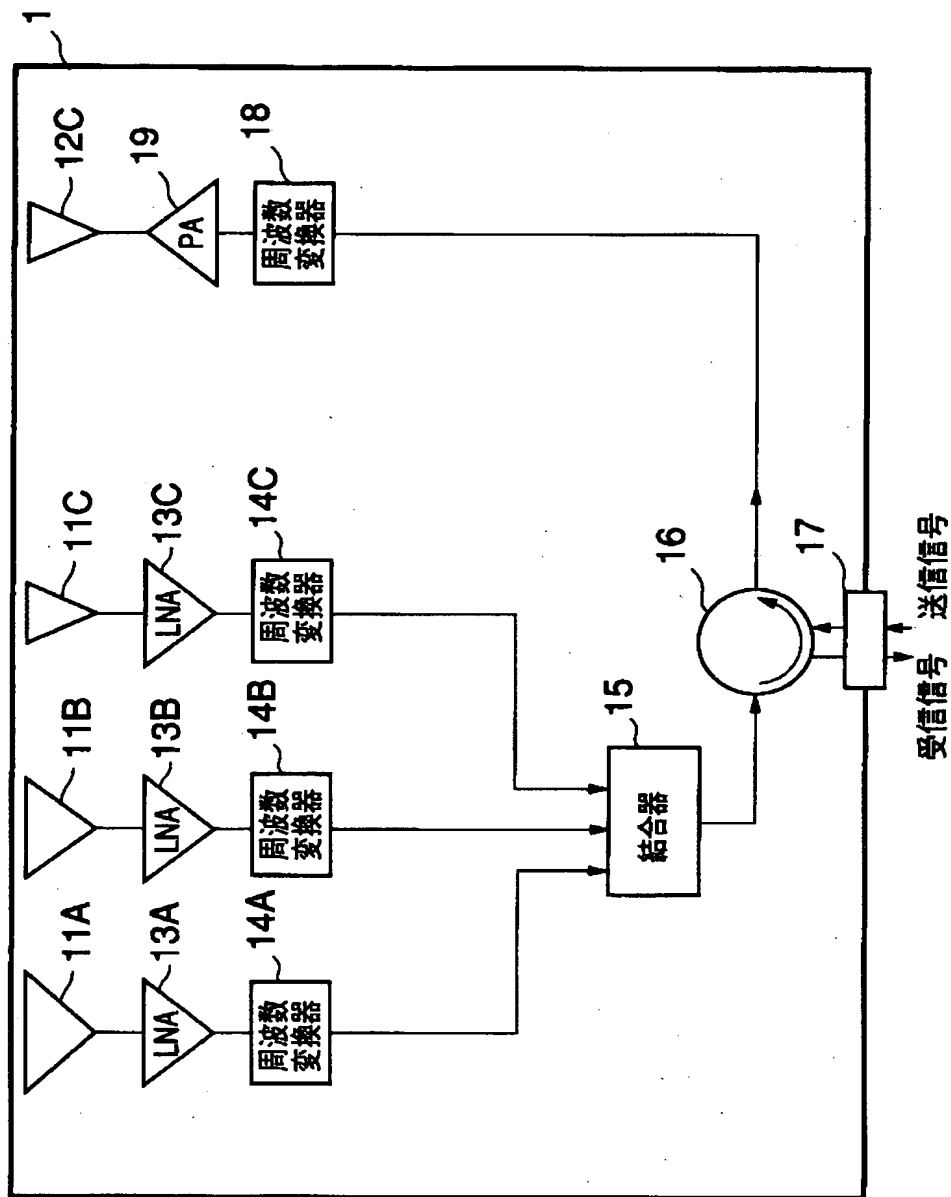 1
11A
11B
11C
12C
13A
LNA
13B
LNA
13C
LNA
19
PA
14A
周波数
変換器
14B
周波数
変換器
14C
周波数
変換器
18
周波数
変換器
15
結合器
16
17
受信信号
送信信号